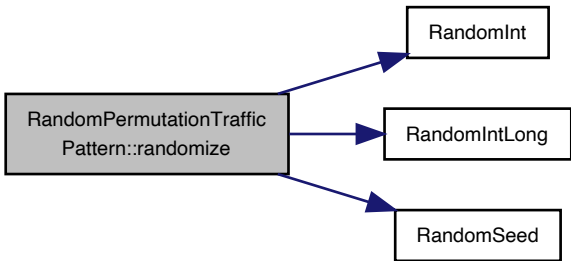 RandomInt
RandomPermutationTraffic
Pattern::randomize
RandomIntLong
RandomSeed